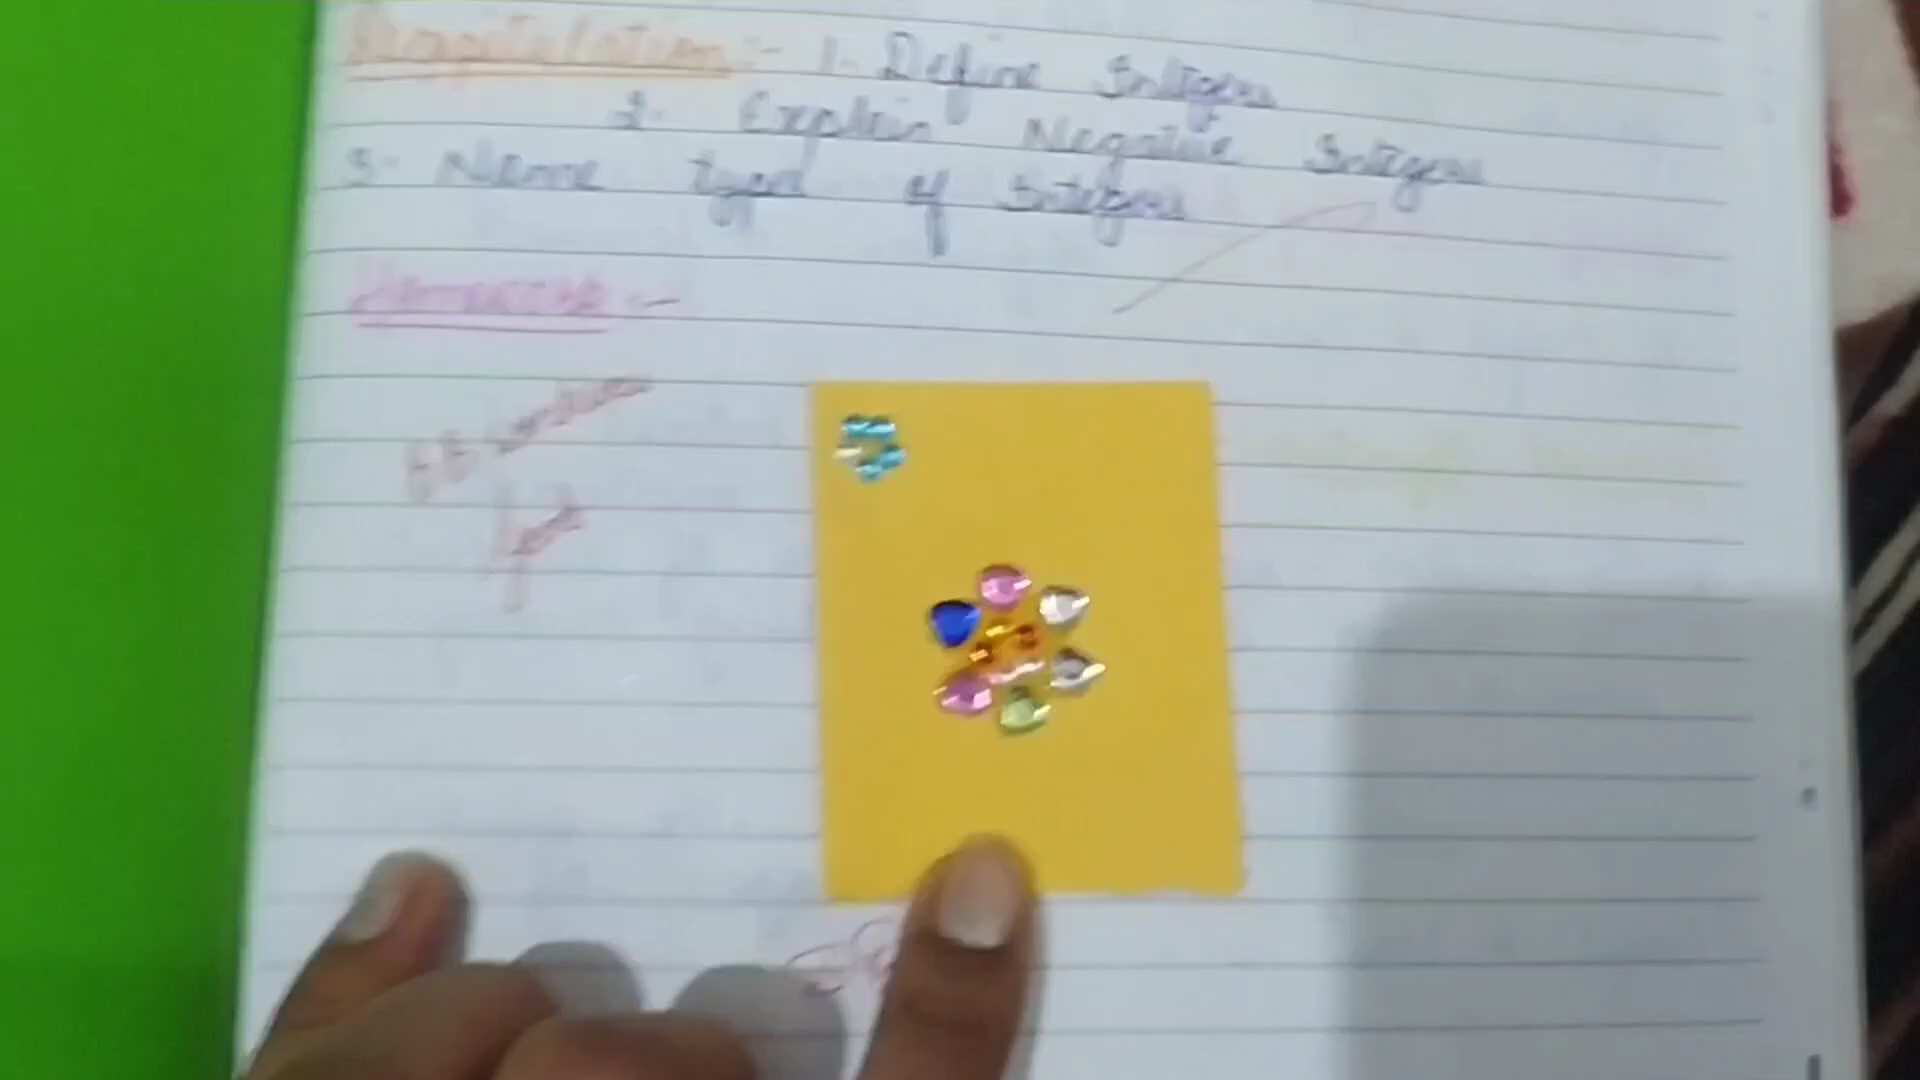 Recapitulation :- 1. Define Integers
2. Explain Negative Integers
3. Name types of Integers
Homework :-